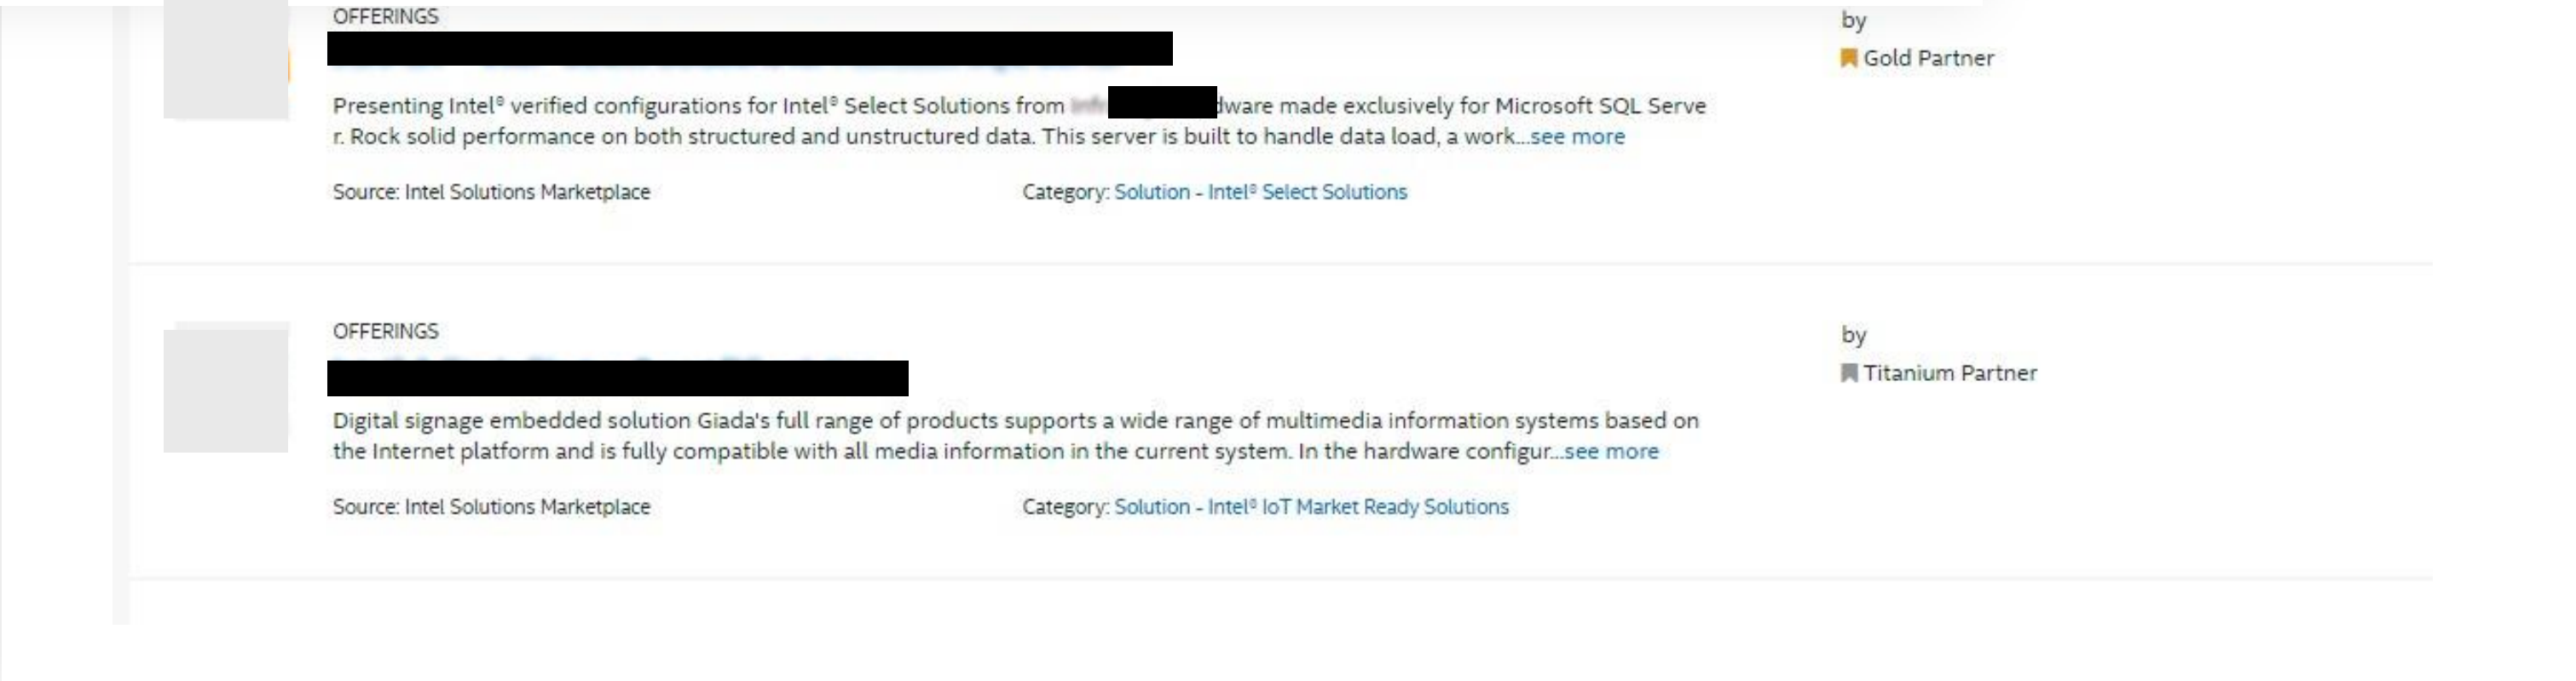 OFFERINGS
by
Gold Partner
Presenting Intel® verified configurations for Intel® Select Solutions from dware made exclusively for Microsoft SQL Serve
r. Rock solid performance on both structured and unstructured data. This server is built to handle data load, a work...see more
Source: Intel Solutions Marketplace
Category: Solution - Intel® Select Solutions
OFFERINGS
by
Titanium Partner
Digital signage embedded solution Giada's full range of products supports a wide range of multimedia information systems based on
the Internet platform and is fully compatible with all media information in the current system. In the hardware configur...see more
Source: Intel Solutions Marketplace
Category: Solution - Intel® IoT Market Ready Solutions